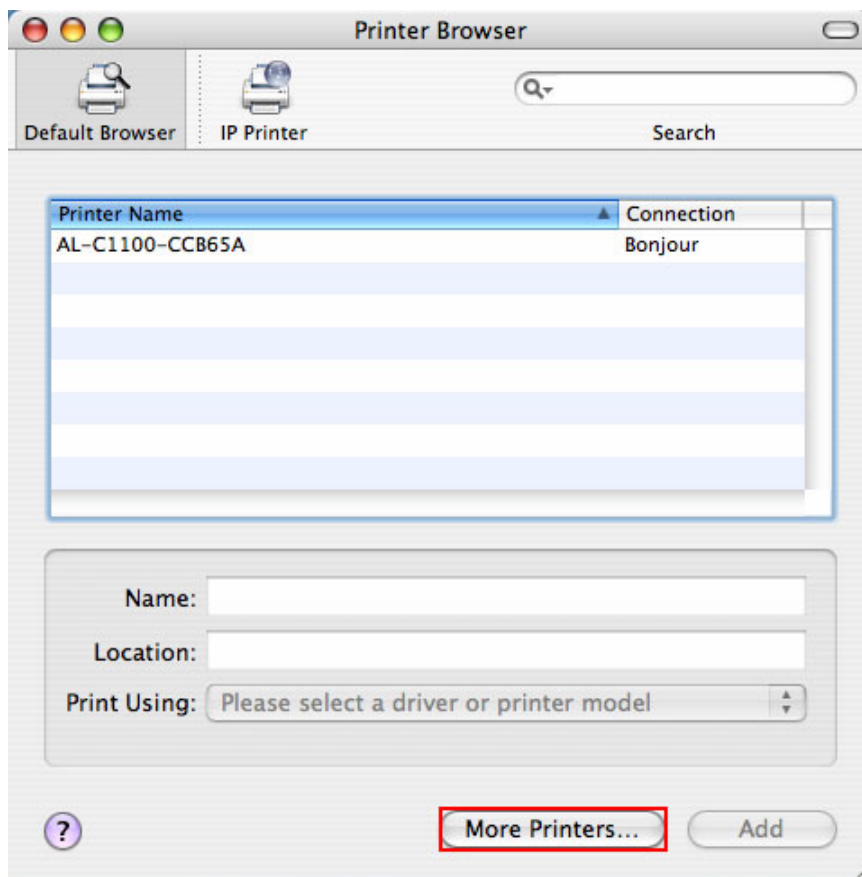 Printer Browser
Default Browser
IP Printer
Search
Printer Name
Connection
AL-C1100-CCB65A
Bonjour
Name:
Location:
Print Using:
Please select a driver or printer model
?
More Printers...
Add